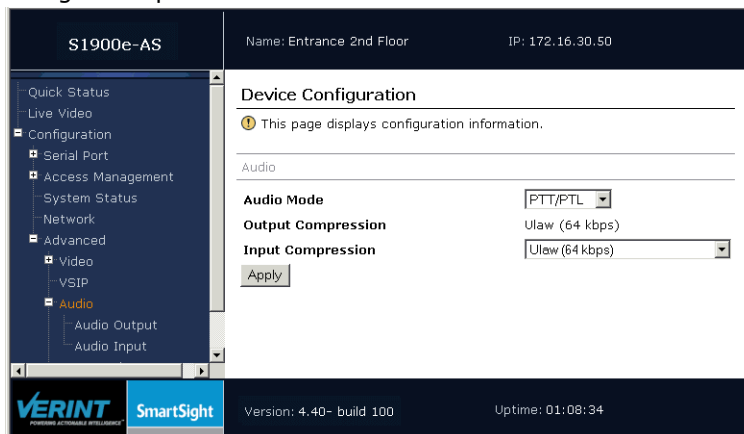 S1900e-AS
Name: Entrance 2nd Floor IP: 172.16.30.50
Quick Status
Live Video
Configuration
Serial Port
Access Management
System Status
Network
Advanced
Video
VSIP
Audio
Audio Output
Audio Input
Device Configuration
This page displays configuration information.
Audio
Audio Mode PTT/PTL
Output Compression Ulaw (64 kbps)
Input Compression Ulaw (64 kbps)
Apply
VERINT
POWERING ACTIONABLE INTELLIGENCE
SmartSight
Version: 4.40- build 100 Uptime: 01:08:34